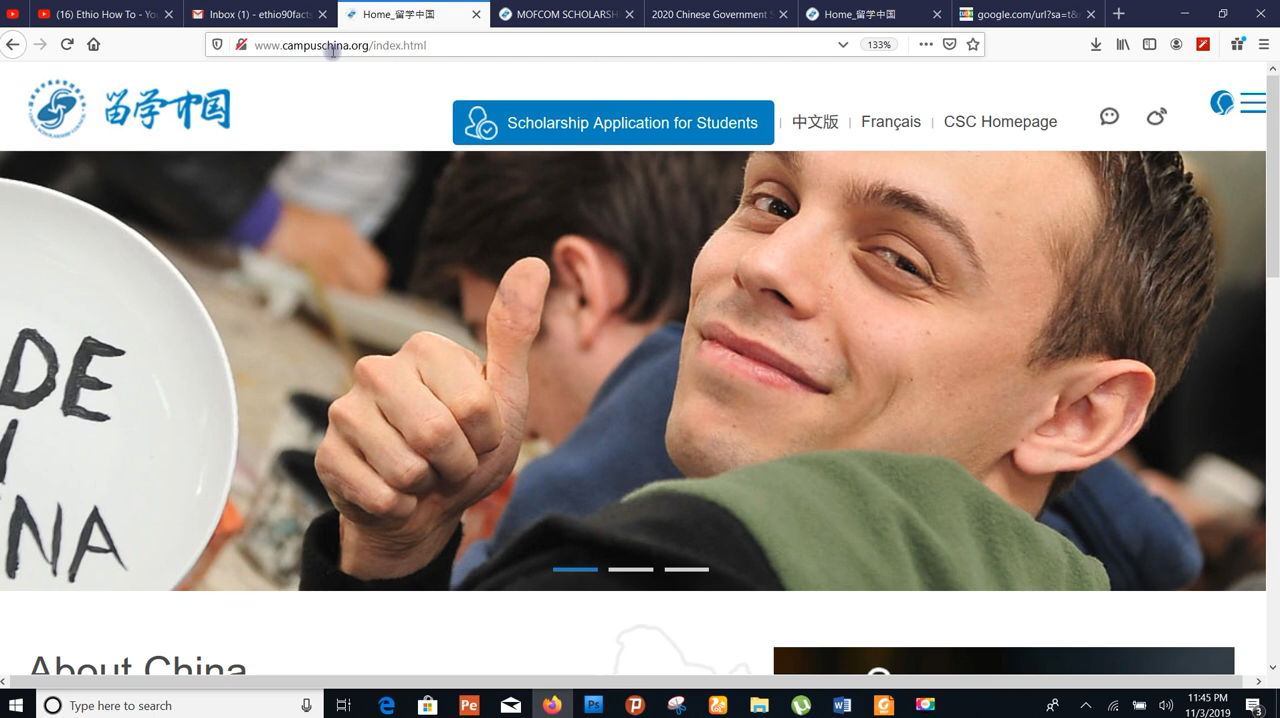 (16) Ethio How To - Yo
Inbox (1) - ethio90facts
Home_留学中国
MOFCOM SCHOLARSH
2020 Chinese Government S
Home_留学中国
google.com/url?sa=t&
www.campuschina.org/index.html
133%
留学中国
Scholarship Application for Students
中文版
Français
CSC Homepage
DE
NA
About China
Type here to search
11:45 PM
11/3/2019
3